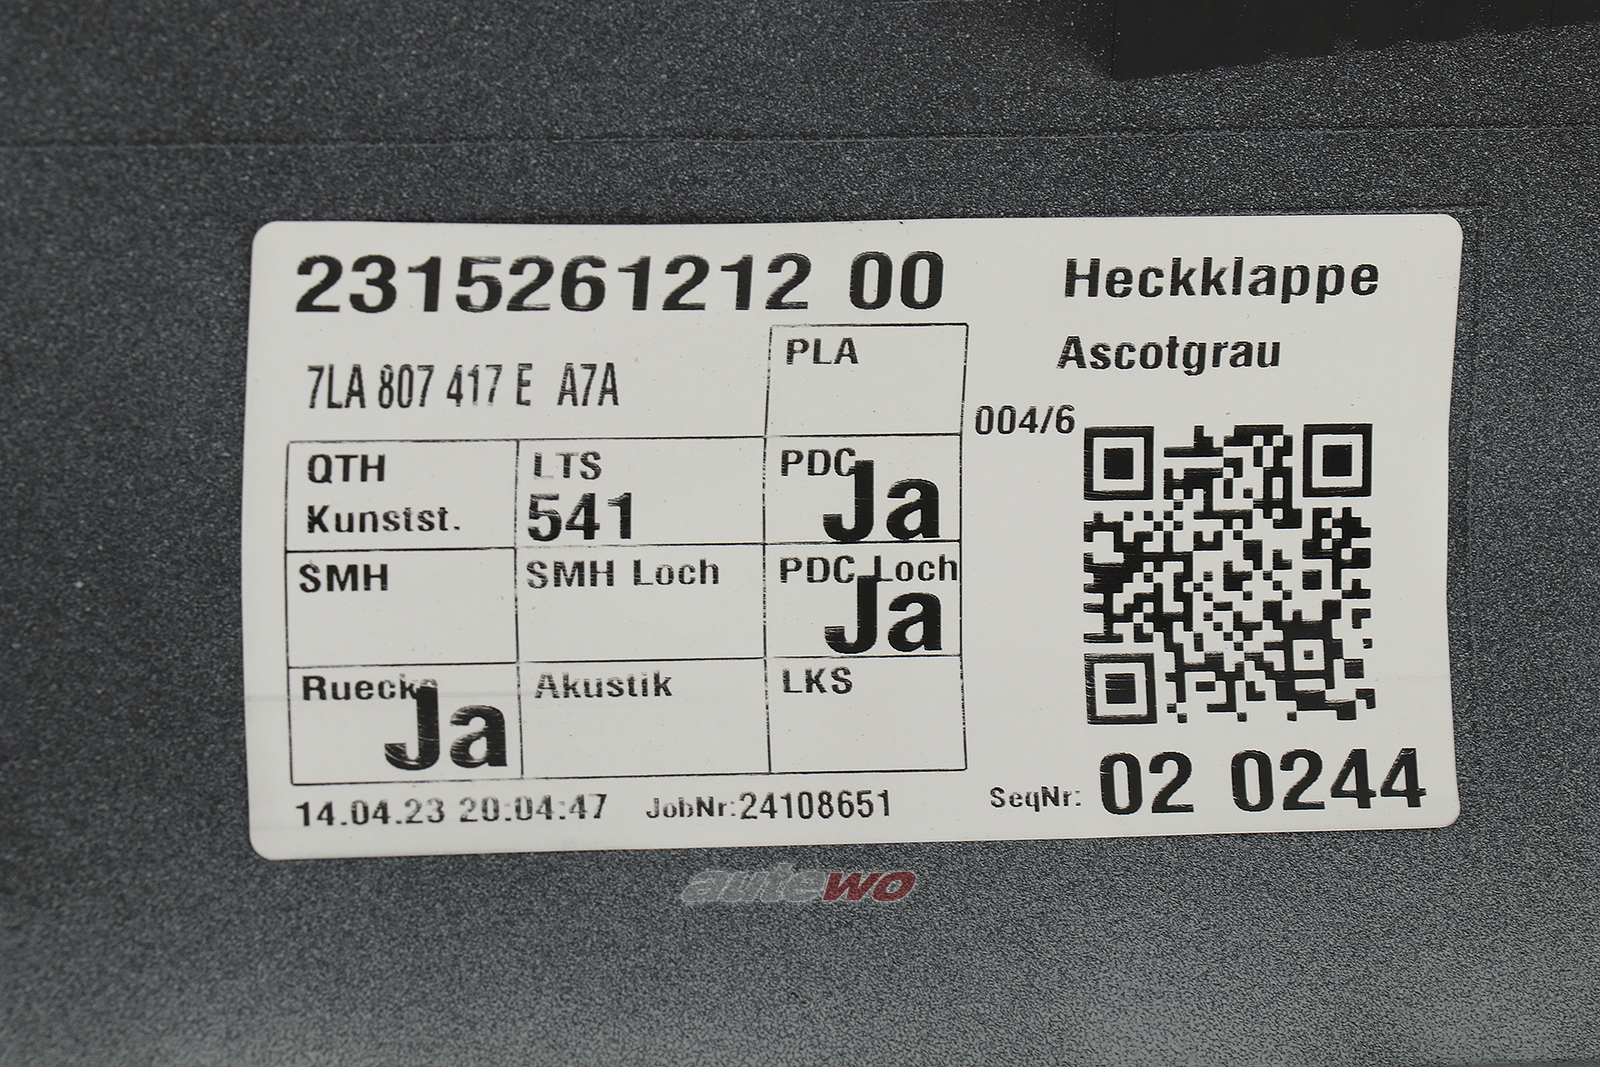 2315261212 00
Heckklappe
7LA 807 417 E A7A
PLA
Ascotgrau
004/6
QTH
Kunstst.
LTS
541
PDC
Ja
SMH
SMH Loch
PDC Loch
Ja
Ruecks
Ja
Akustik
LKS
14.04.23 20:04:47
JobNr:24108651
SeqNr: 02 0244
autewo